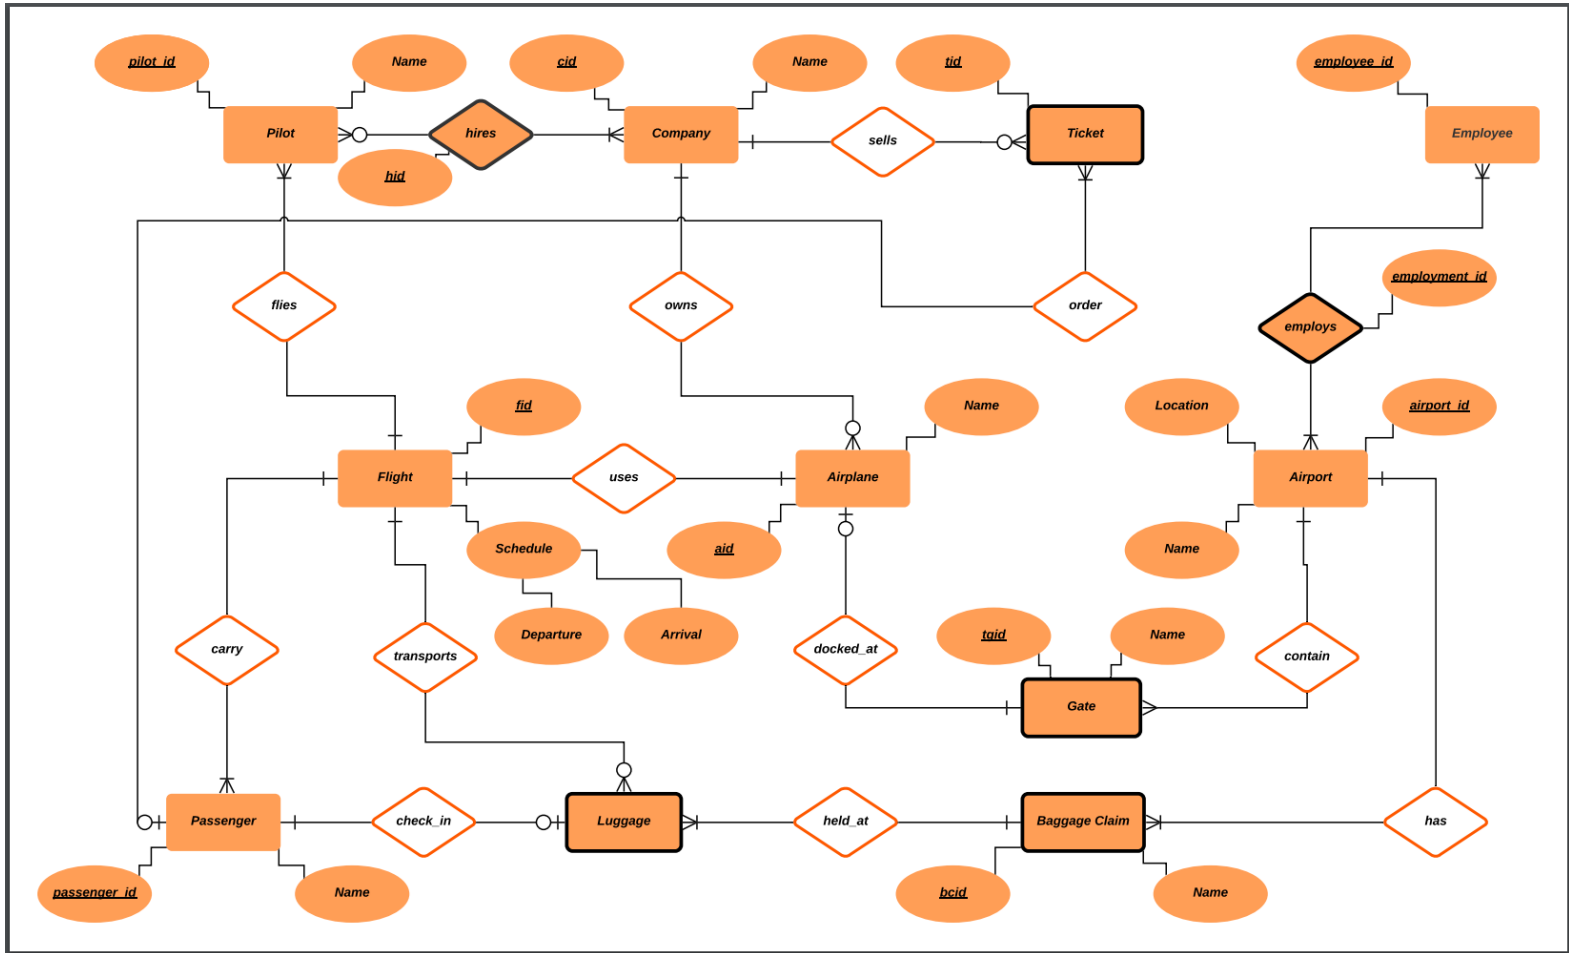 pilot_id
Name
cid
Name
tid
employee_id
Pilot
hires
Company
sells
Ticket
Employee
hid
employment_id
flies
owns
order
employs
fid
Name
Location
airport_id
Flight
uses
Airplane
Airport
Schedule
aid
Name
Departure
Arrival
tgid
Name
carry
transports
docked_at
contain
Gate
Passenger
check_in
Luggage
held_at
Baggage Claim
has
passenger_id
Name
bcid
Name